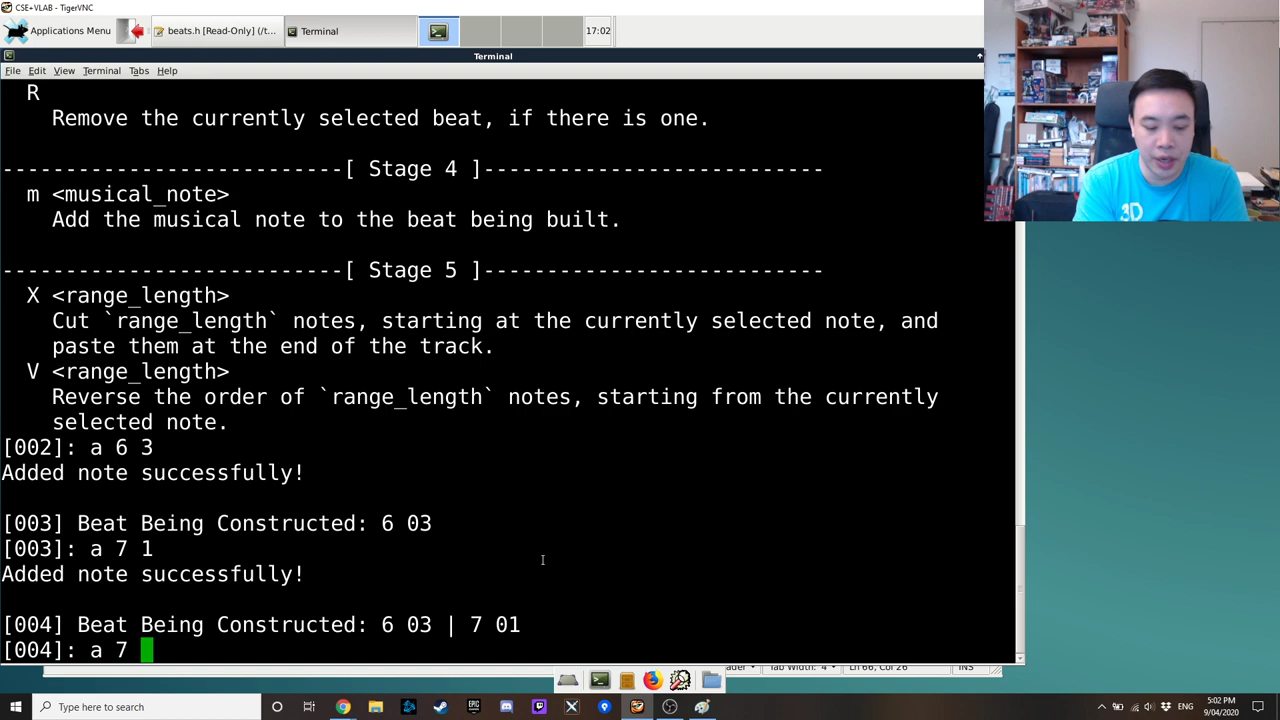 CSE+VLAB - TigerVNC
Applications Menu
beats.h [Read-Only] (/t...
Terminal
17:02
Terminal
File Edit View Terminal Tabs Help
R
Remove the currently selected beat, if there is one.
---------------------------[ Stage 4 ]---------------------------
m <musical_note>
Add the musical note to the beat being built.
---------------------------[ Stage 5 ]---------------------------
X <range_length>
Cut `range_length` notes, starting at the currently selected note, and
paste them at the end of the track.
V <range_length>
Reverse the order of `range_length` notes, starting from the currently
selected note.
[002]: a 6 3
Added note successfully!
[003] Beat Being Constructed: 6 03
[003]: a 7 1
Added note successfully!
[004] Beat Being Constructed: 6 03 | 7 01
[004]: a 7
Tab Width: 4
Ln 66, Col 26
INS
Type here to search
ENG
5:02 PM
9/04/2020
3D